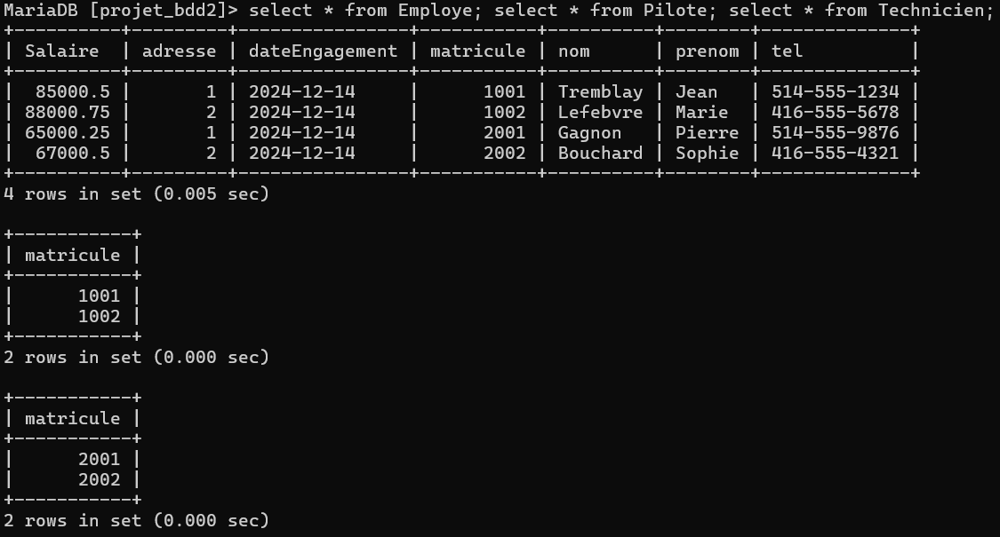 MariaDB [projet_bdd2]> select * from Employe; select * from Pilote; select * from Technicien;
+----------+---------+----------------+-----------+----------+--------+--------------+
| Salaire  | adresse | dateEngagement | matricule | nom      | prenom | tel          |
+----------+---------+----------------+-----------+----------+--------+--------------+
|  85000.5 |       1 | 2024-12-14     |      1001 | Tremblay | Jean   | 514-555-1234 |
| 88000.75 |       2 | 2024-12-14     |      1002 | Lefebvre | Marie  | 416-555-5678 |
| 65000.25 |       1 | 2024-12-14     |      2001 | Gagnon   | Pierre | 514-555-9876 |
|  67000.5 |       2 | 2024-12-14     |      2002 | Bouchard | Sophie | 416-555-4321 |
+----------+---------+----------------+-----------+----------+--------+--------------+
4 rows in set (0.005 sec)

+-----------+
| matricule |
+-----------+
|      1001 |
|      1002 |
+-----------+
2 rows in set (0.000 sec)

+-----------+
| matricule |
+-----------+
|      2001 |
|      2002 |
+-----------+
2 rows in set (0.000 sec)